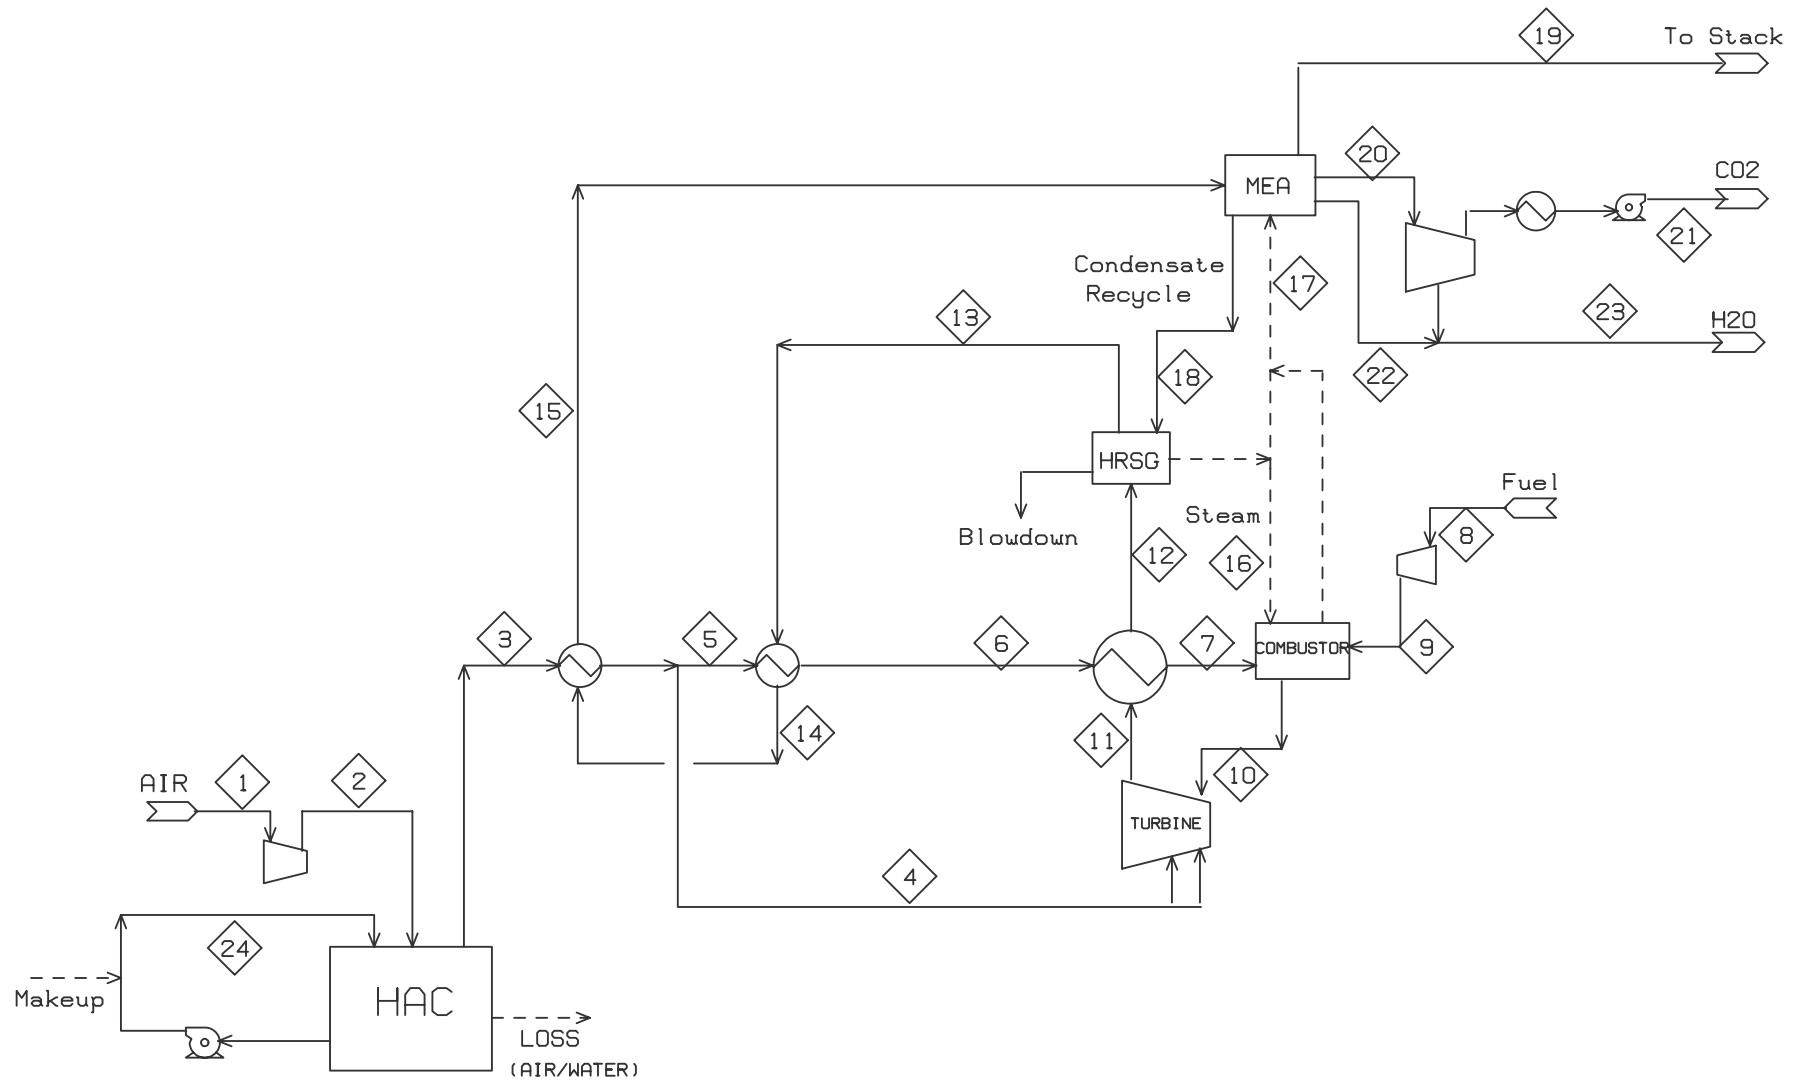 19
To Stack
20
MEA
CO2
21
Condensate
Recycle
17
13
23
H2O
18
22
15
HRSG
Fuel
Steam
8
Blowdown
12
16
3
5
6
7
COMBUSTOR
9
14
11
AIR
1
2
10
TURBINE
4
24
Makeup
HAC
LOSS
(AIR/WATER)